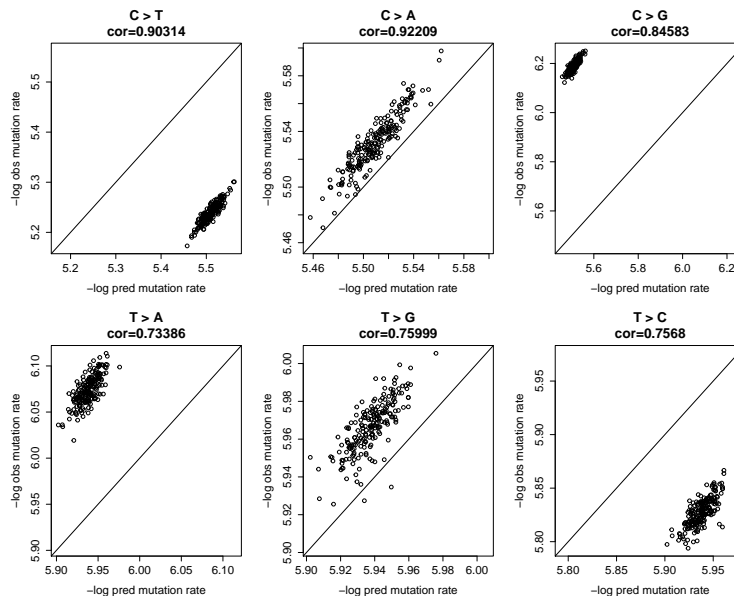 C > T
cor=0.90314
−log obs mutation rate
5.2 5.3 5.4 5.5
5.2 5.3 5.4 5.5
−log pred mutation rate
C > A
cor=0.92209
−log obs mutation rate
5.46 5.50 5.54 5.58
5.46 5.50 5.54 5.58
−log pred mutation rate
C > G
cor=0.84583
−log obs mutation rate
5.6 5.8 6.0 6.2
5.6 5.8 6.0 6.2
−log pred mutation rate
T > A
cor=0.73386
−log obs mutation rate
5.90 5.95 6.00 6.05 6.10
5.90 5.95 6.00 6.05 6.10
−log pred mutation rate
T > G
cor=0.75999
−log obs mutation rate
5.90 5.92 5.94 5.96 5.98 6.00
5.90 5.92 5.94 5.96 5.98 6.00
−log pred mutation rate
T > C
cor=0.7568
−log obs mutation rate
5.80 5.85 5.90 5.95
5.80 5.85 5.90 5.95
−log pred mutation rate